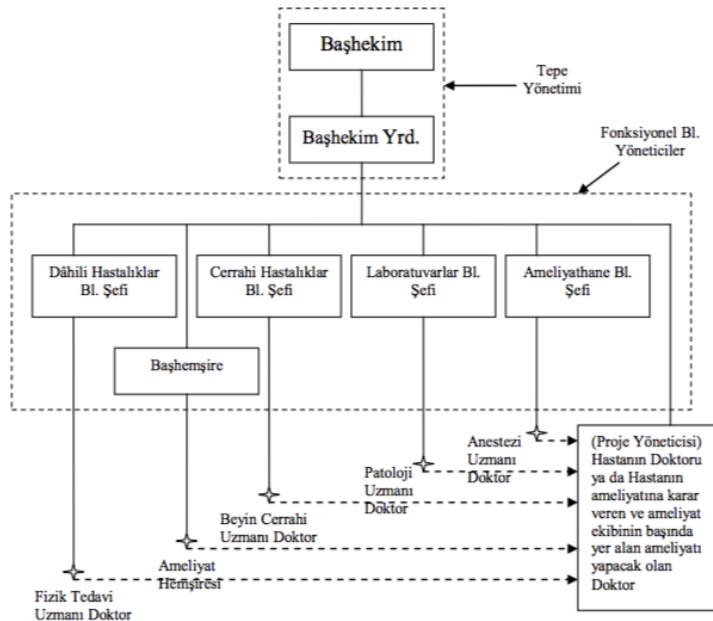 Başhekim
Tepe
Yönetimi
Başhekim Yrd.
Fonksiyonel Bl.
Yöneticiler
Dâhili Hastalıklar
Bl. Şefi
Cerrahi Hastalıklar
Bl. Şefi
Laboratuvarlar Bl.
Şefi
Ameliyathane Bl.
Şefi
Başhemşire
Anestezi
Uzmanı
Doktor
Patoloji
Uzmanı
Doktor
Beyin Cerrahi
Uzmanı Doktor
Ameliyat
Hemşiresi
Fizik Tedavi
Uzmanı Doktor
(Proje Yöneticisi)
Hastanın Doktoru
ya da Hastanın
ameliyatına karar
veren ve ameliyat
ekibinin başında
yer alan ameliyatı
yapacak olan
Doktor